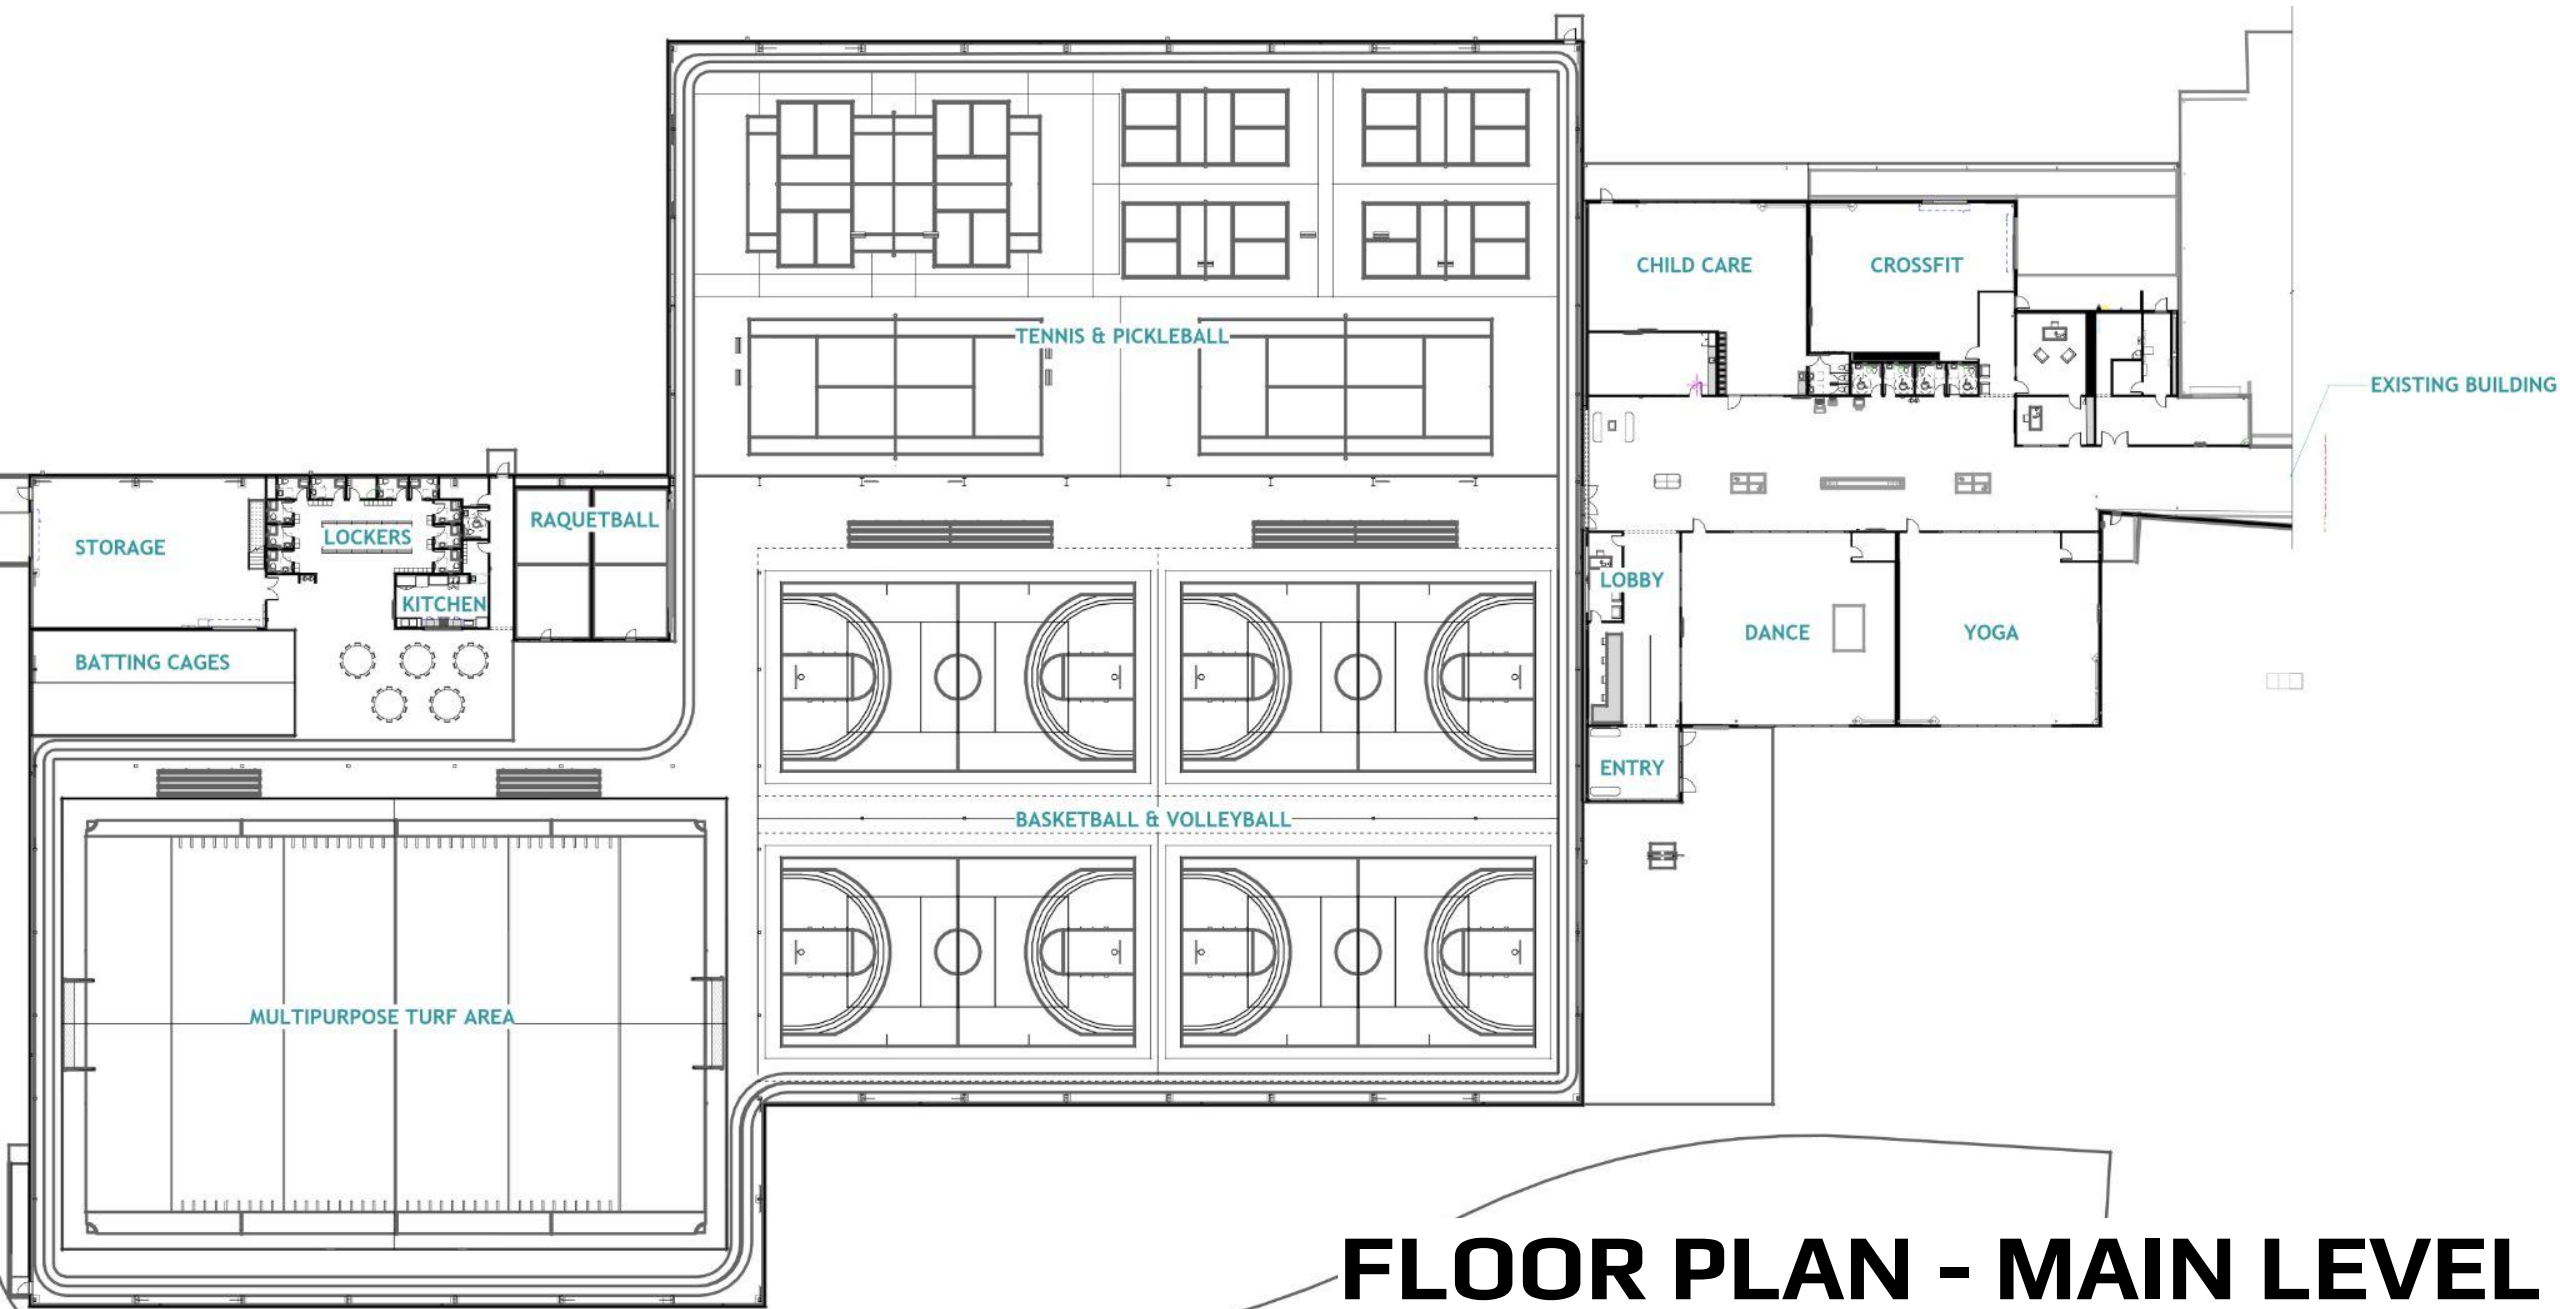 CHILD CARE
CROSSFIT
TENNIS & PICKLEBALL
EXISTING BUILDING
RAQUETBALL
LOCKERS
STORAGE
LOBBY
KITCHEN
DANCE
YOGA
BATTING CAGES
ENTRY
BASKETBALL & VOLLEYBALL
MULTIPURPOSE TURF AREA
FLOOR PLAN - MAIN LEVEL